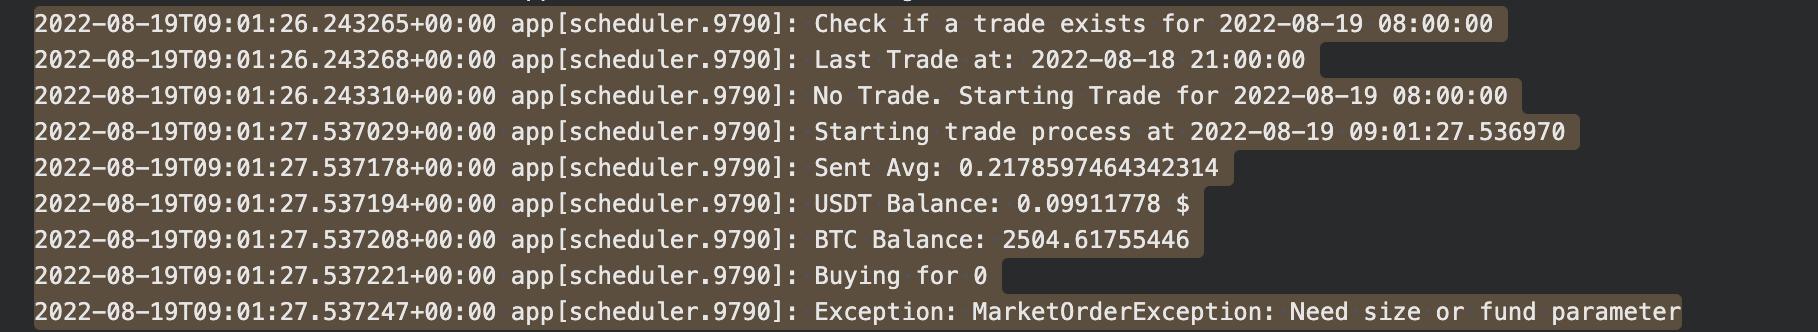 2022-08-19T09:01:26.243265+00:00 app[scheduler.9790]: Check if a trade exists for 2022-08-19 08:00:00
2022-08-19T09:01:26.243268+00:00 app[scheduler.9790]: Last Trade at: 2022-08-18 21:00:00
2022-08-19T09:01:26.243310+00:00 app[scheduler.9790]: No Trade. Starting Trade for 2022-08-19 08:00:00
2022-08-19T09:01:27.537029+00:00 app[scheduler.9790]: Starting trade process at 2022-08-19 09:01:27.536970
2022-08-19T09:01:27.537178+00:00 app[scheduler.9790]: Sent Avg: 0.2178597464342314
2022-08-19T09:01:27.537194+00:00 app[scheduler.9790]: USDT Balance: 0.09911778 $
2022-08-19T09:01:27.537208+00:00 app[scheduler.9790]: BTC Balance: 2504.61755446
2022-08-19T09:01:27.537221+00:00 app[scheduler.9790]: Buying for 0
2022-08-19T09:01:27.537247+00:00 app[scheduler.9790]: Exception: MarketOrderException: Need size or fund parameter